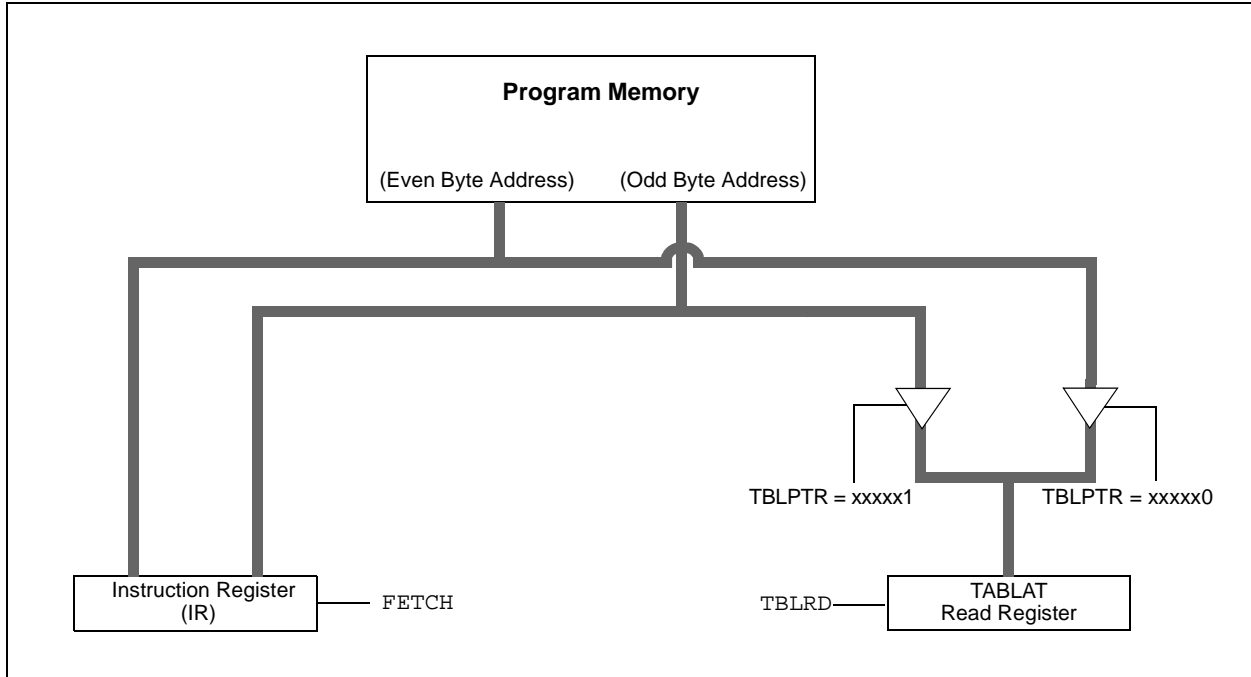 Program Memory
(Even Byte Address)
(Odd Byte Address)
TBLPTR = xxxxx1
TBLPTR = xxxxx0
Instruction Register
(IR)
FETCH
TBLRD
TABLAT
Read Register